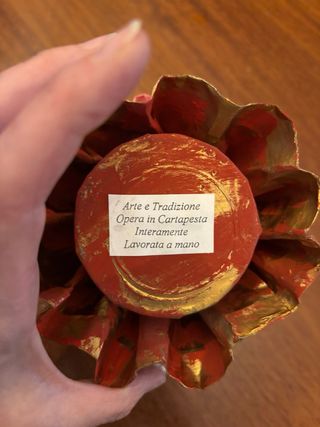 Arte e Tradizione
Opera in Cartapesta
Interamente
Lavorata a mano